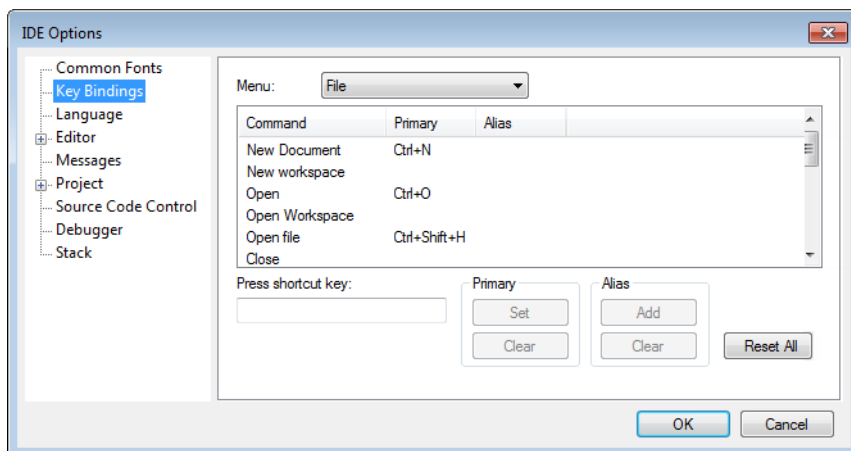 IDE Options
Common Fonts
Key Bindings
Language
Editor
Messages
Project
Source Code Control
Debugger
Stack
Menu: File
Command Primary Alias
New Document Ctrl+N
New workspace
Open Ctrl+O
Open Workspace
Open file Ctrl+Shift+H
Close
Press shortcut key: Primary Alias
Set Add
Clear Clear Reset All
OK Cancel